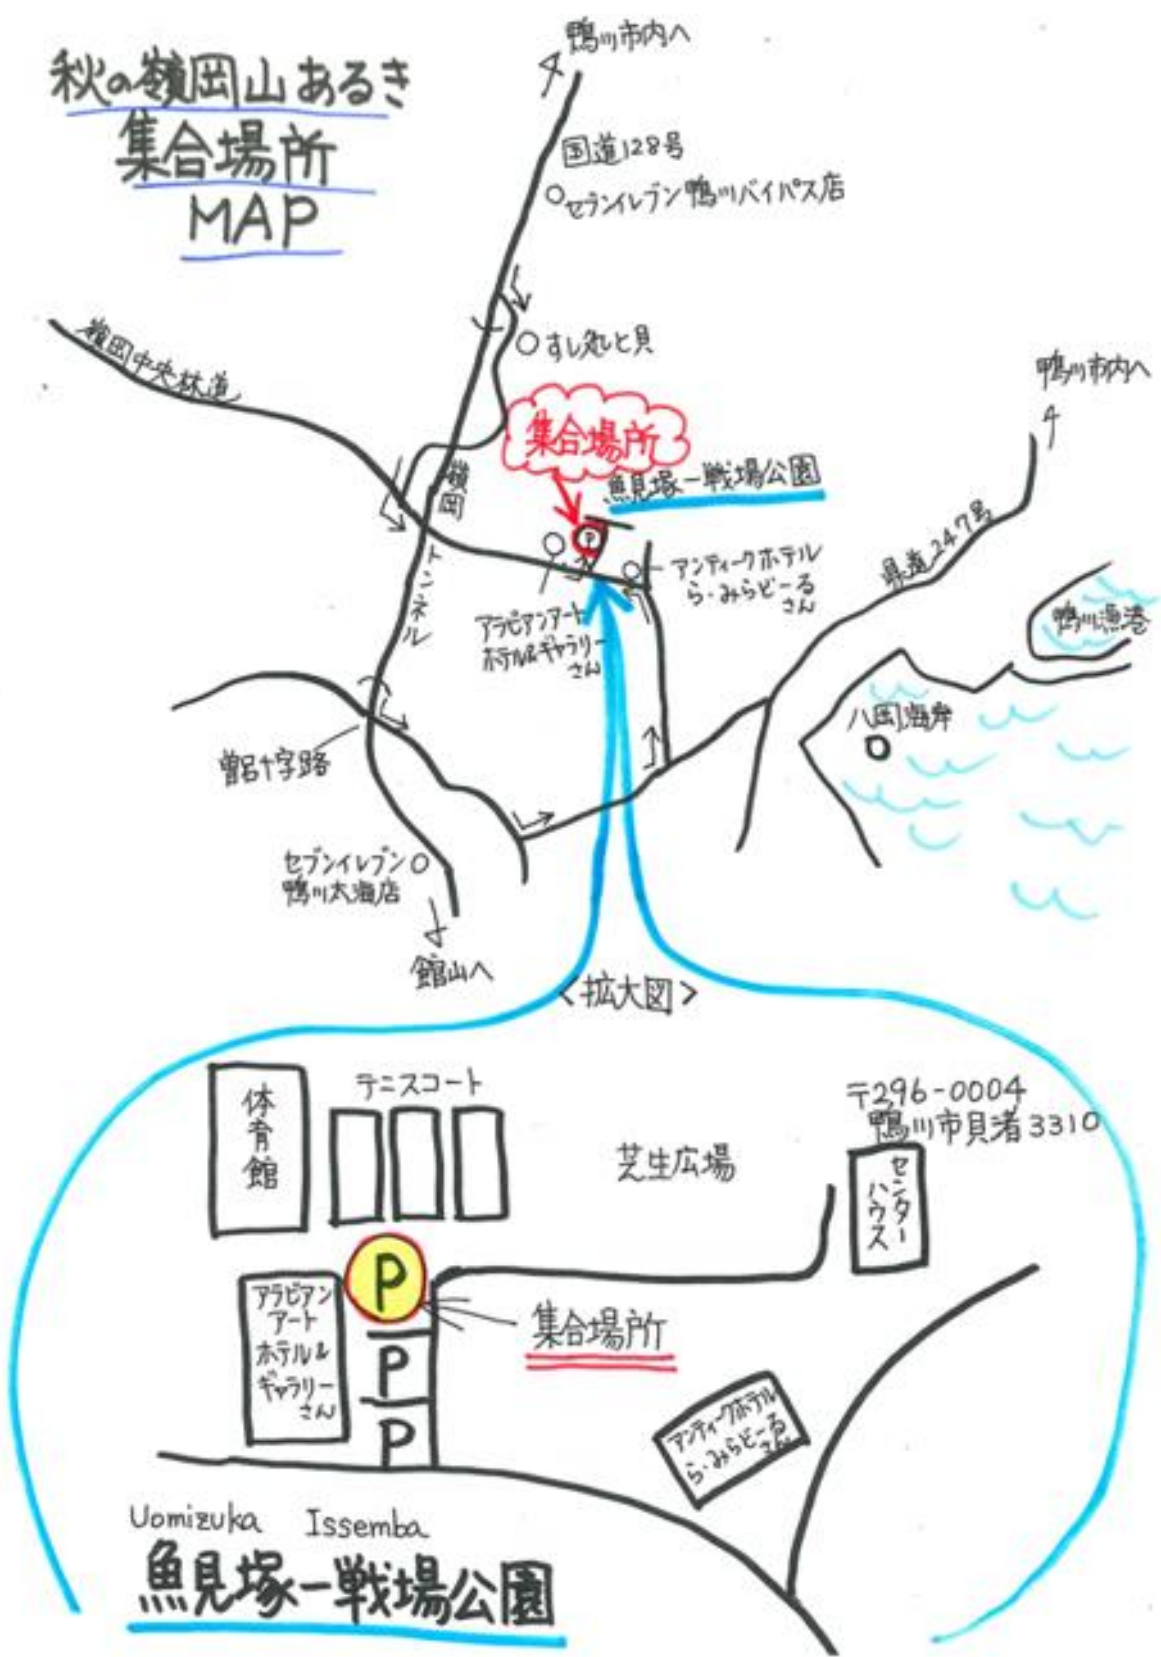 秋の嶺岡山あるき
集合場所
MAP
鴨川市内へ
国道128号
セブンイレブン鴨川バイパス店
嶺岡中央林道
すし処と貝
鴨川市内へ
集合場所
魚見塚一戦場公園
嶺岡トンネル
P
県道247号
アンティークホテル
ら・みらどーる
さん
アラビアンアート
ホテル&ギャラリー
さん
鴨川漁港
八岡海岸
曽呂十字路
セブンイレブン
鴨川太海店
館山へ
<拡大図>
体育館
テニスコート
〒296-0004
鴨川市貝渚3310
芝生広場
センター
ハウス
P
アラビアン
アート
ホテル&
ギャラリー
さん
集合場所
P
P
アンティークホテル
ら・みらどーる
さん
Uomizuka Issemba
魚見塚一戦場公園